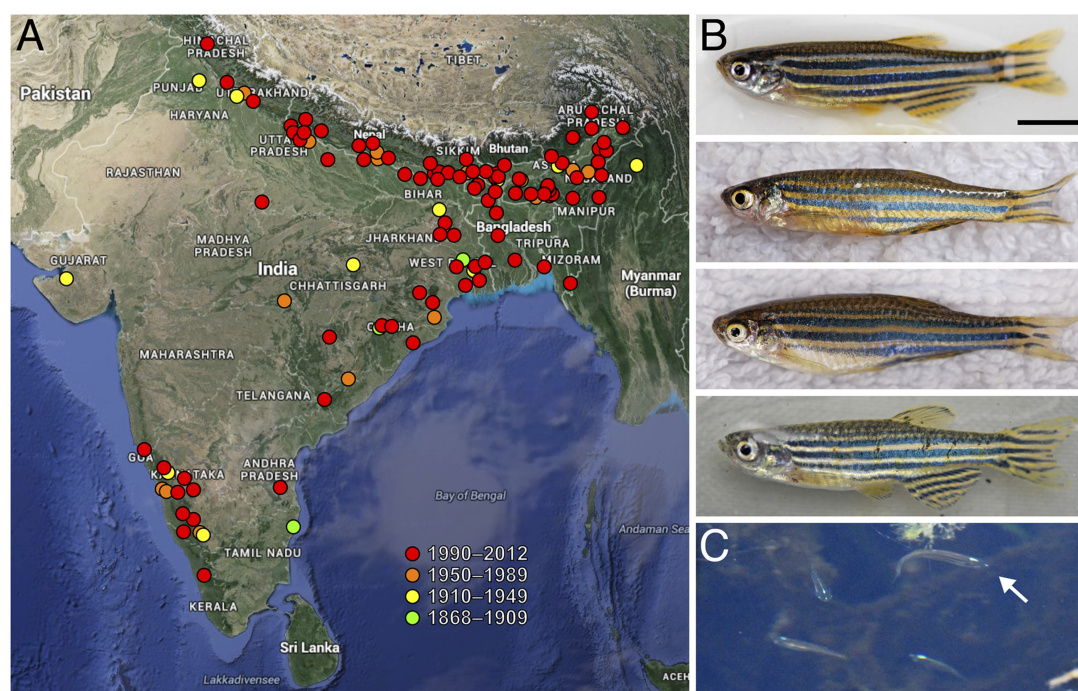 A
HIMACHAL
PRADESH
TIBET
Pakistan
PUNJAB
UTTARAKHAND
HARYANA
ARUNACHAL
PRADESH
Nepal
UTTAR
PRADESH
SIKKIM
Bhutan
RAJASTHAN
NAGALAND
BIHAR
MANIPUR
Bangladesh
JHARKHAND
TRIPURA
MADHYA
PRADESH
GUJARAT
India
WEST BENGAL
MIZORAM
CHHATTISGARH
Myanmar
(Burma)
MAHARASHTRA
TELANGANA
GOA
KARNATAKA
ANDHRA
PRADESH
Bay of Bengal
Andaman Sea
TAMIL NADU
1990–2012
1950–1989
1910–1949
1868–1909
KERALA
Sri Lanka
Lakkadivensee
ACEH
B
C